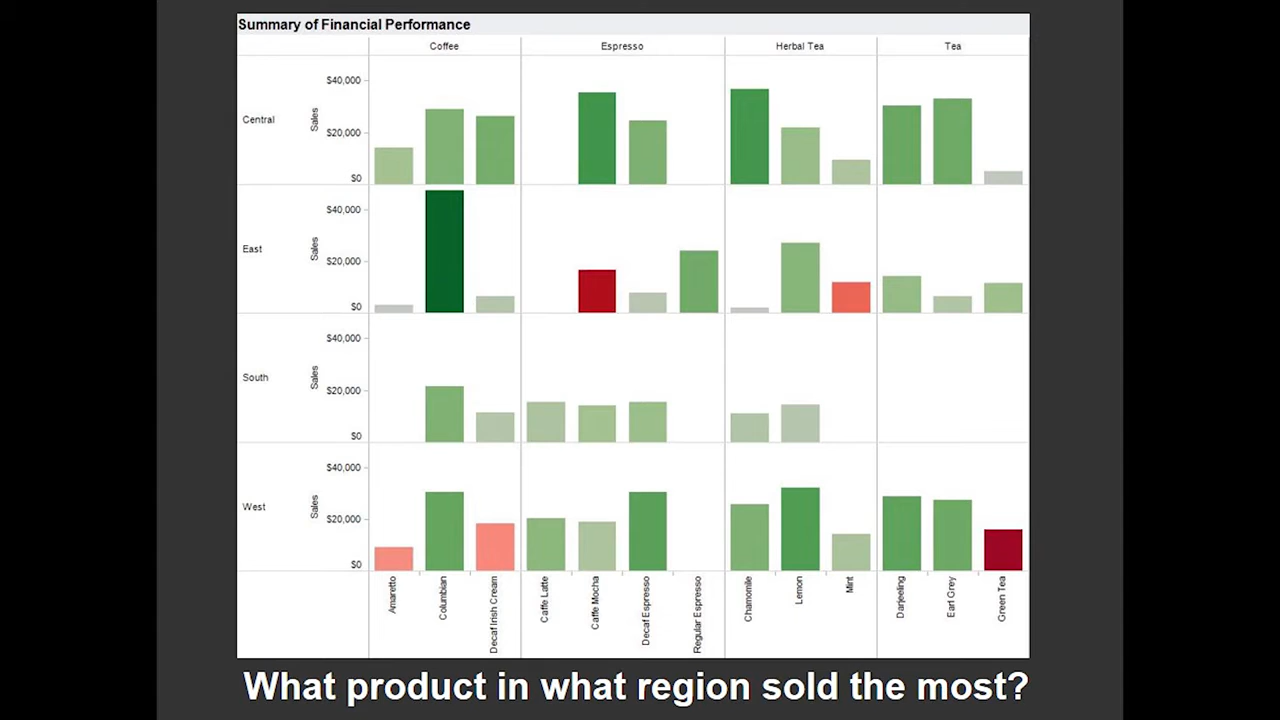 Summary of Financial Performance
Coffee Espresso Herbal Tea Tea
Central
Sales
$40,000
$20,000
$0
East
Sales
$40,000
$20,000
$0
South
Sales
$40,000
$20,000
$0
West
Sales
$40,000
$20,000
$0
Amaretto
Columbian
Decaf Irish Cream
Caffe Latte
Caffe Mocha
Decaf Espresso
Regular Espresso
Chamomile
Lemon
Mint
Darjeeling
Earl Grey
Green Tea
What product in what region sold the most?